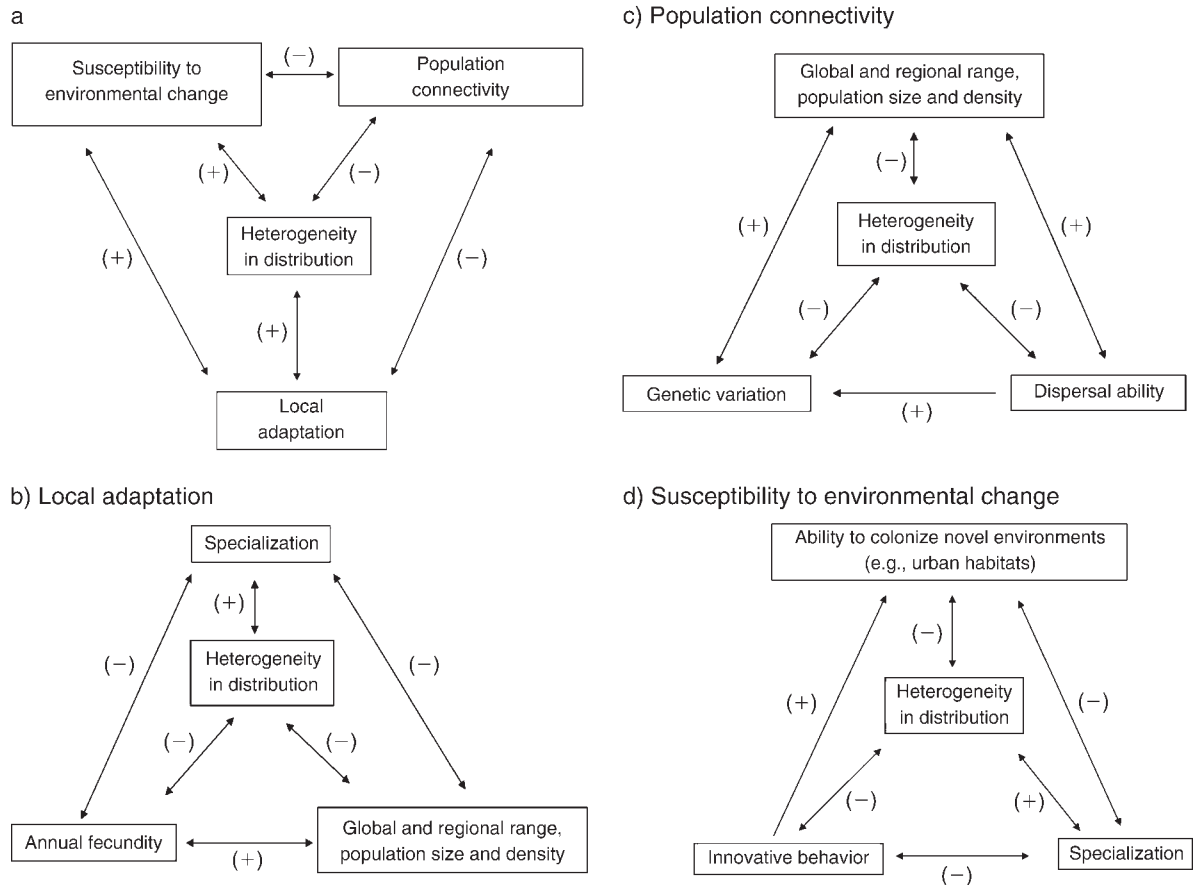 a
Susceptibility to
environmental change
(−)
Population
connectivity
(+)
(−)
Heterogeneity
in distribution
(+)
(−)
(+)
Local
adaptation
b) Local adaptation
Specialization
(+)
(−)
(−)
Heterogeneity
in distribution
(−)
(−)
Annual fecundity
(+)
Global and regional range,
population size and density
c) Population connectivity
Global and regional range,
population size and density
(−)
(+)
(+)
Heterogeneity
in distribution
(−)
(−)
Genetic variation
(+)
Dispersal ability
d) Susceptibility to environmental change
Ability to colonize novel environments
(e.g., urban habitats)
(−)
(+)
(−)
Heterogeneity
in distribution
(−)
(+)
Innovative behavior
(−)
Specialization